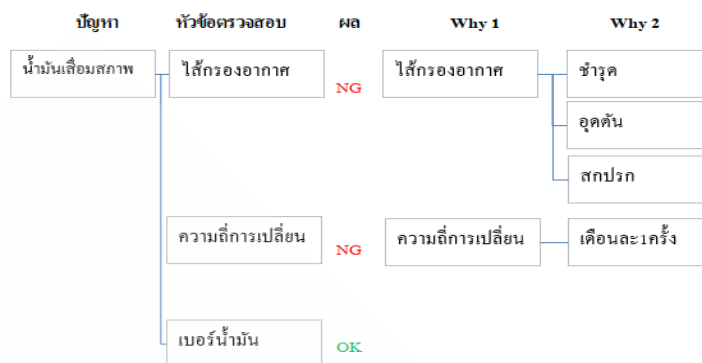 ปัญหา หัวข้อตรวจสอบ ผล Why 1 Why 2
น้ำมันเสื่อมสภาพ ไส้กรองอากาศ NG ไส้กรองอากาศ ชำรุด
อุดตัน
สกปรก
ความถี่การเปลี่ยน NG ความถี่การเปลี่ยน เดือนละ1ครั้ง
เบอร์น้ำมัน OK